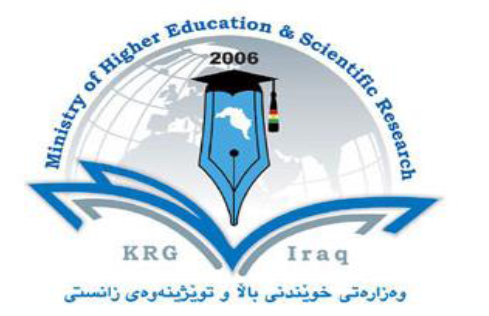 Ministry of Higher Education & Scientific Research
2006
KRG Iraq
وەزارەتی خوێندنی باڵا و توێژینەوەی زانستی